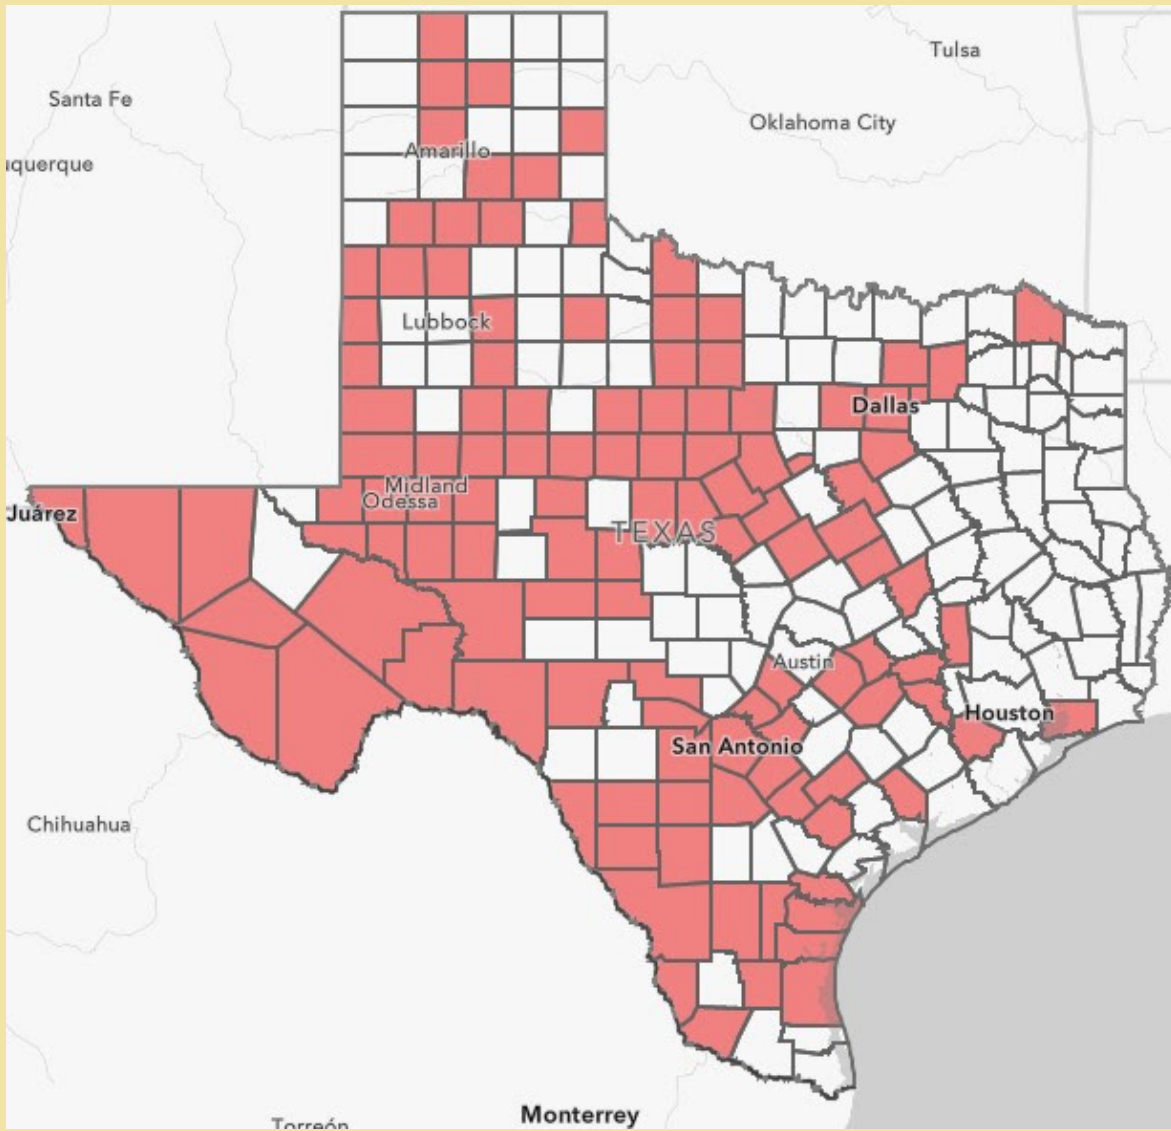 Tulsa
Santa Fe
Oklahoma City
uquerque
Amarillo
Lubbock
Dallas
Midland
Odessa
Juárez
TEXAS
Austin
Houston
San Antonio
Chihuahua
Monterrey
Torreón